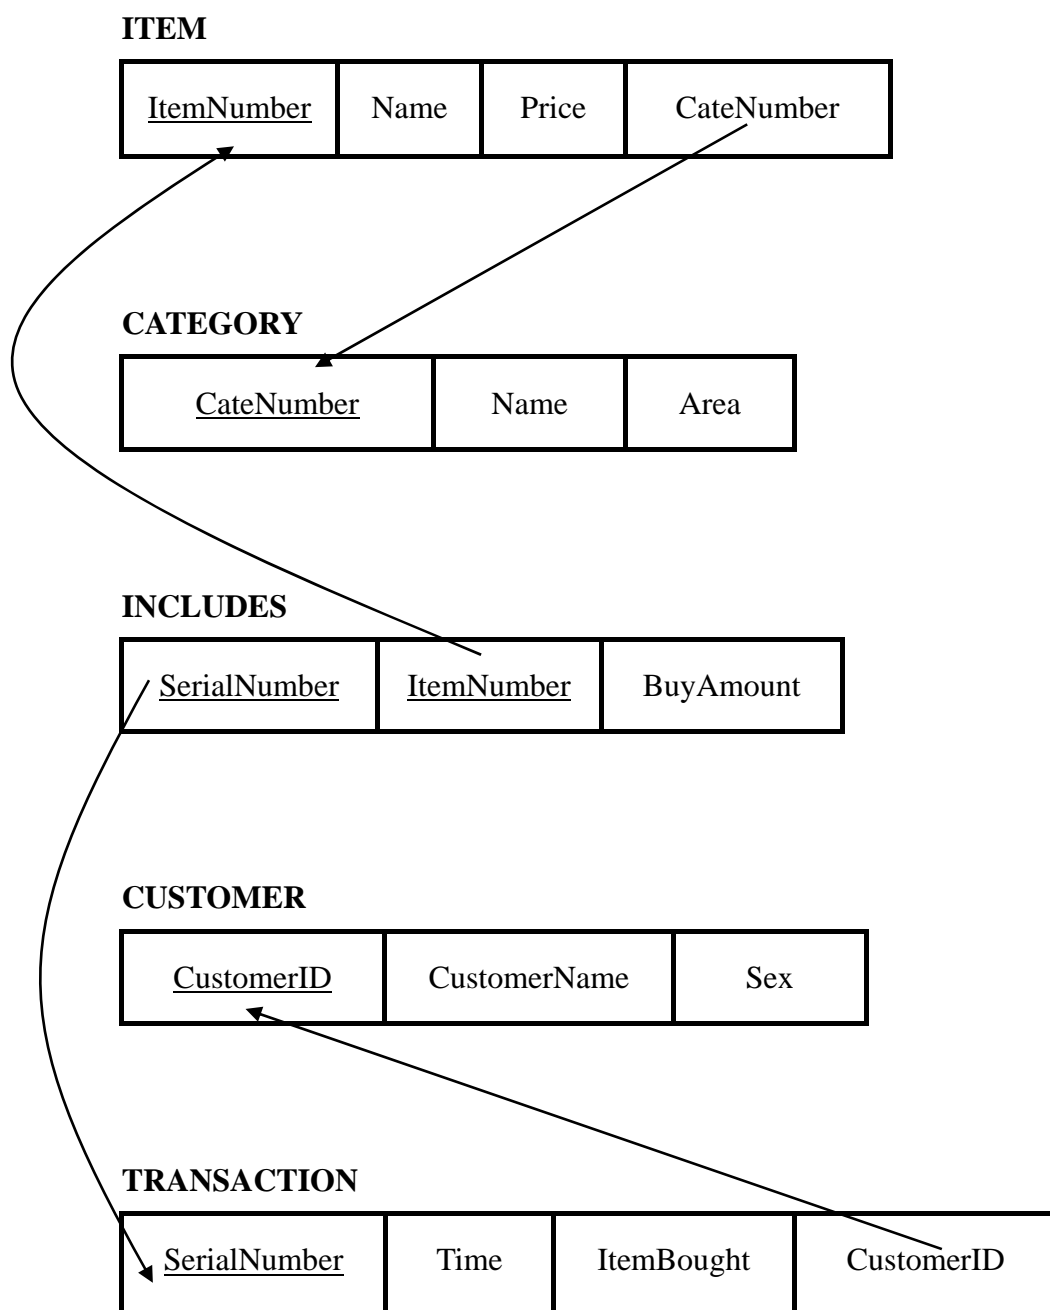 ITEM
ItemNumber Name Price CateNumber
CATEGORY
CateNumber Name Area
INCLUDES
SerialNumber ItemNumber BuyAmount
CUSTOMER
CustomerID CustomerName Sex
TRANSACTION
SerialNumber Time ItemBought CustomerID